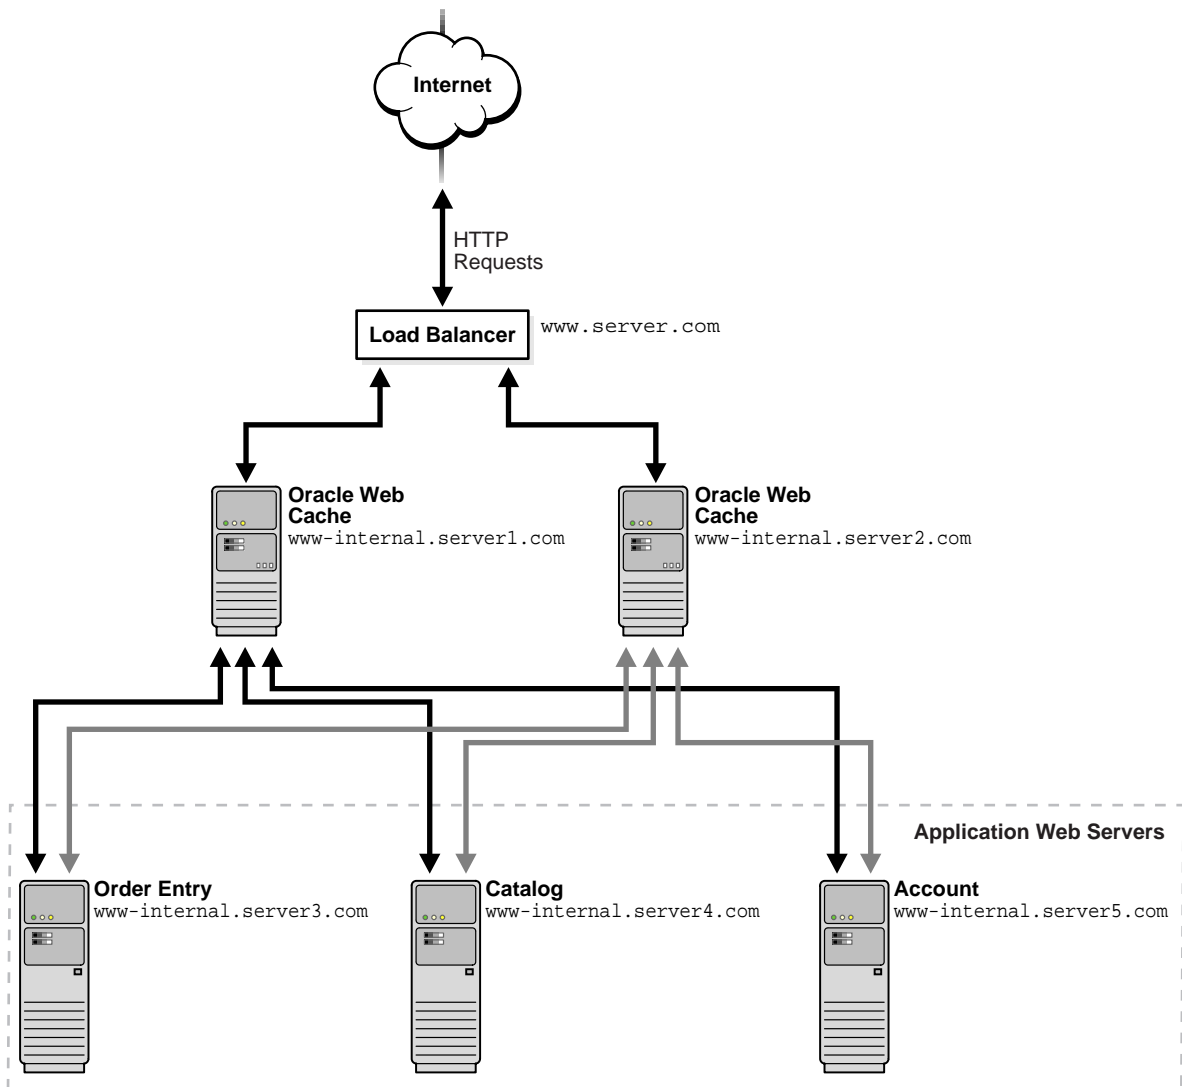 Internet
HTTP
Requests
Load Balancer
www.server.com
Oracle Web
Cache
www-internal.server1.com
Oracle Web
Cache
www-internal.server2.com
Application Web Servers
Order Entry
www-internal.server3.com
Catalog
www-internal.server4.com
Account
www-internal.server5.com